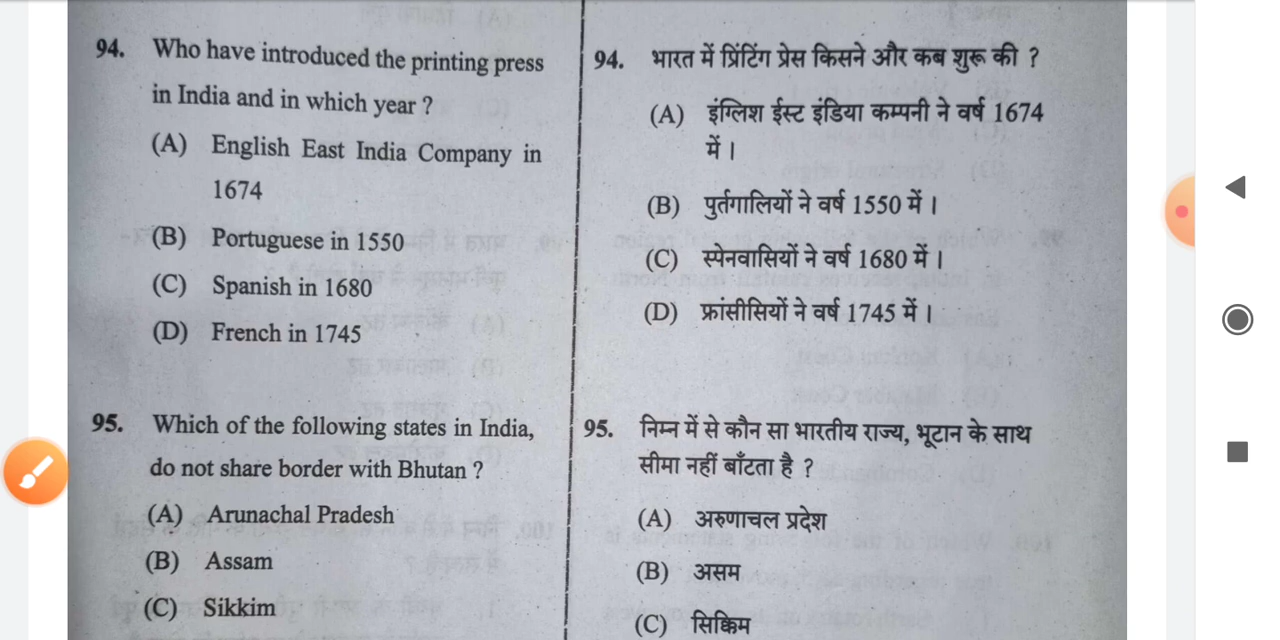 94. Who have introduced the printing press
in India and in which year ?
(A) English East India Company in
1674
(B) Portuguese in 1550
(C) Spanish in 1680
(D) French in 1745
95. Which of the following states in India,
do not share border with Bhutan ?
(A) Arunachal Pradesh
(B) Assam
(C) Sikkim
94. भारत में प्रिंटिंग प्रेस किसने और कब शुरू की ?
(A) इंग्लिश ईस्ट इंडिया कम्पनी ने वर्ष 1674
में ।
(B) पुर्तगालियों ने वर्ष 1550 में ।
(C) स्पेनवासियों ने वर्ष 1680 में ।
(D) फ्रांसीसियों ने वर्ष 1745 में ।
95. निम्न में से कौन सा भारतीय राज्य, भूटान के साथ
सीमा नहीं बाँटता है ?
(A) अरुणाचल प्रदेश
(B) असम
(C) सिक्किम